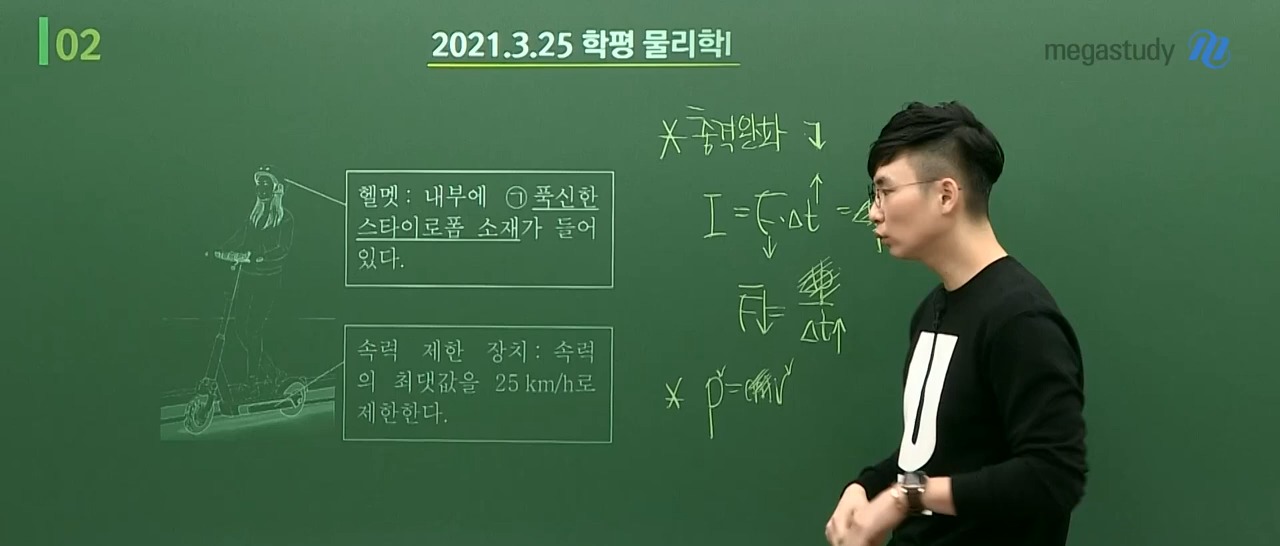 02
2021.3.25 학평 물리학I
megastudy
헬멧: 내부에 ㉠푹신한
스타이로폼 소재가 들어
있다.
속력 제한 장치: 속력
의 최댓값을 25 km/h로
제한한다.
* 충격완화 ↓
I = F·Δt =
F =
Δt↑
* p = mv